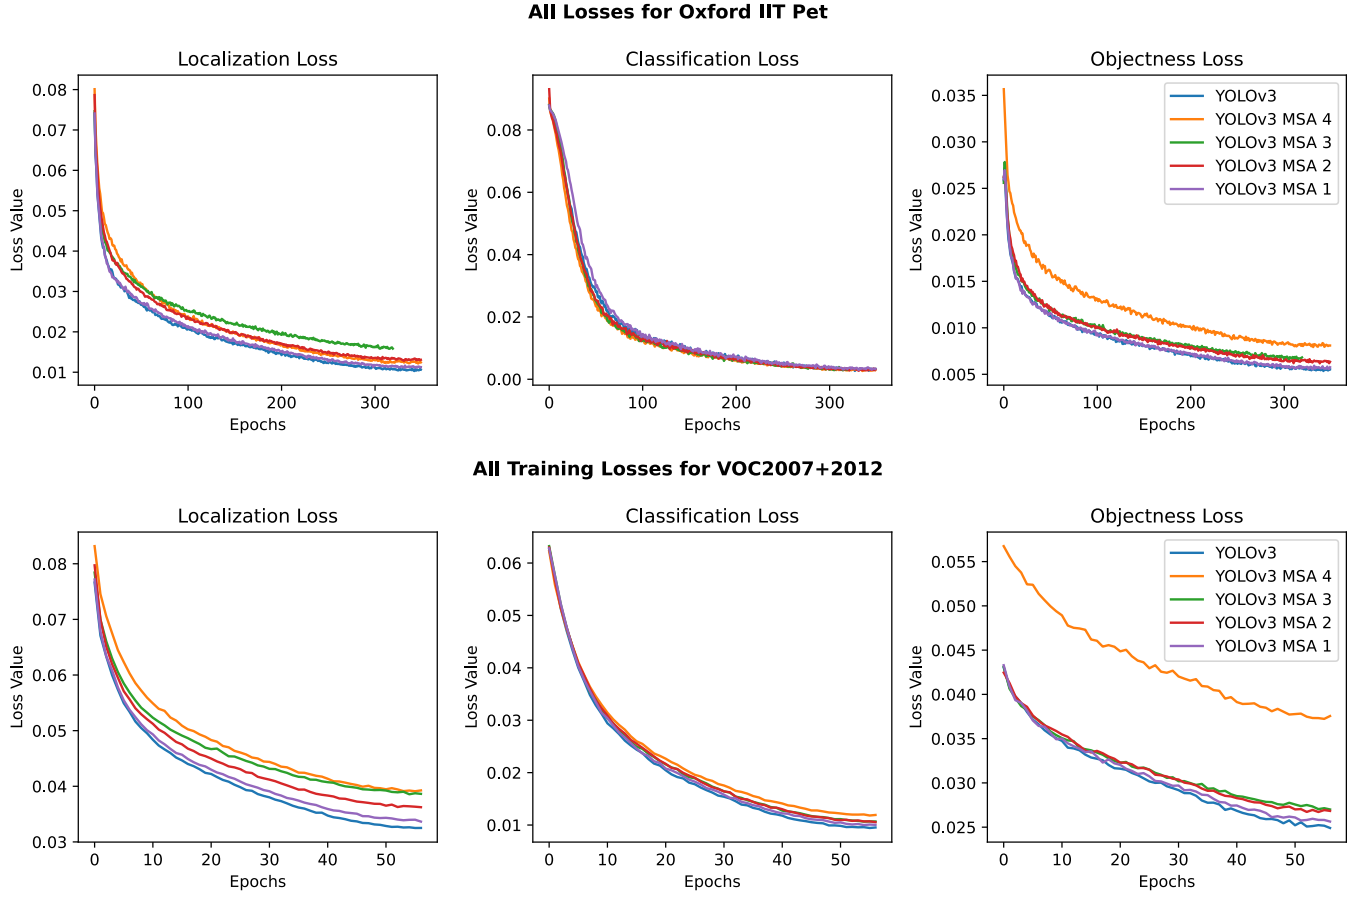 All Losses for Oxford IIT Pet
Localization Loss
Classification Loss
Objectness Loss
Loss Value
0.08
0.07
0.06
0.05
0.04
0.03
0.02
0.01
0 100 200 300
Epochs
Loss Value
0.08
0.06
0.04
0.02
0.00
0 100 200 300
Epochs
Loss Value
0.035
0.030
0.025
0.020
0.015
0.010
0.005
0 100 200 300
Epochs
YOLOv3
YOLOv3 MSA 4
YOLOv3 MSA 3
YOLOv3 MSA 2
YOLOv3 MSA 1
All Training Losses for VOC2007+2012
Localization Loss
Classification Loss
Objectness Loss
Loss Value
0.08
0.07
0.06
0.05
0.04
0.03
0 10 20 30 40 50
Epochs
Loss Value
0.06
0.05
0.04
0.03
0.02
0.01
0 10 20 30 40 50
Epochs
Loss Value
0.055
0.050
0.045
0.040
0.035
0.030
0.025
0 10 20 30 40 50
Epochs
YOLOv3
YOLOv3 MSA 4
YOLOv3 MSA 3
YOLOv3 MSA 2
YOLOv3 MSA 1